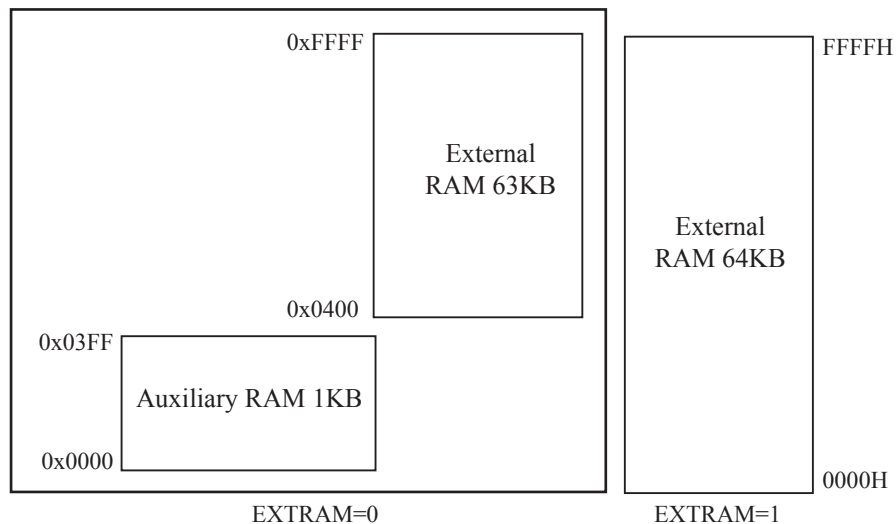 0xFFFF
External
RAM 63KB
0x0400
0x03FF
Auxiliary RAM 1KB
0x0000
EXTRAM=0
FFFFH
External
RAM 64KB
0000H
EXTRAM=1